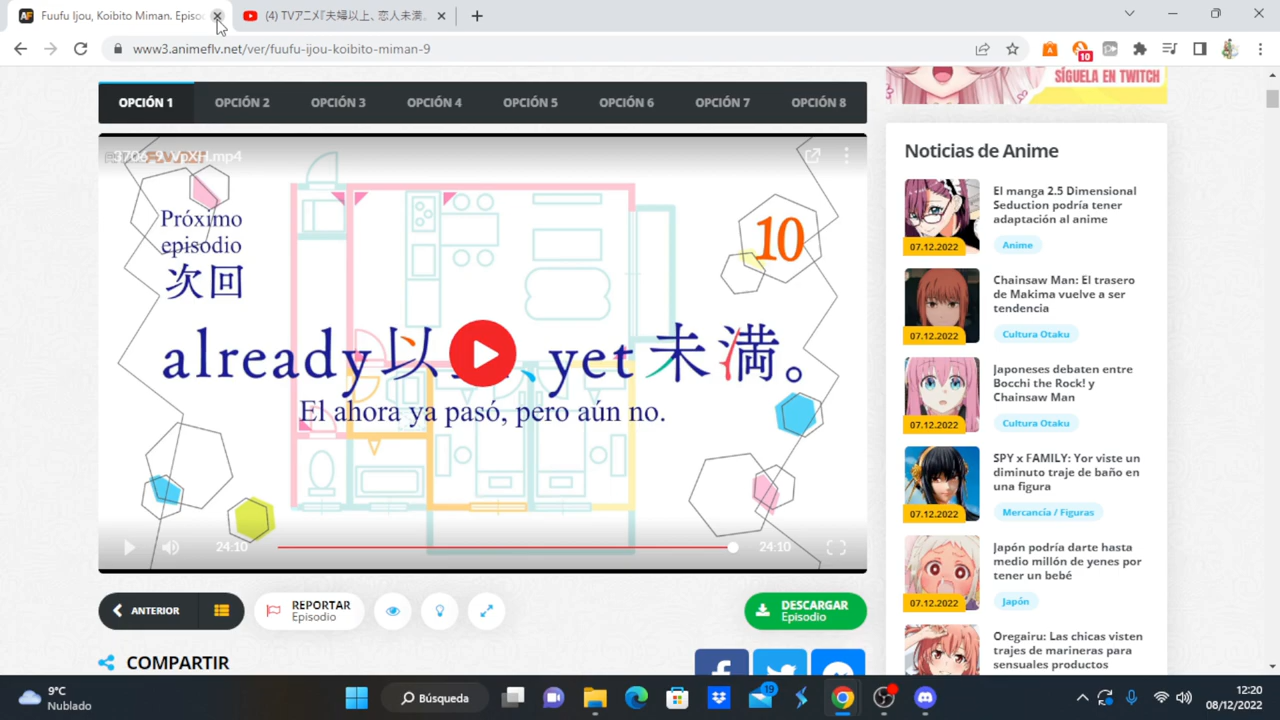 Fuufu Ijou, Koibito Miman. Episo
(4) TVアニメ『夫婦以上、恋人未満。
www3.animeflv.net/ver/fuufu-ijou-koibito-miman-9
10
OPCIÓN 1
OPCIÓN 2
OPCIÓN 3
OPCIÓN 4
OPCIÓN 5
OPCIÓN 6
OPCIÓN 7
OPCIÓN 8
3706_9_VpXH.mp4
Próximo
episodio
次回
10
already以
、yet未満。
El ahora ya pasó, pero aún no.
24:10
24:10
ANTERIOR
REPORTAR
Episodio
DESCARGAR
Episodio
COMPARTIR
SÍGUELA EN TWITCH
Noticias de Anime
El manga 2.5 Dimensional
Seduction podría tener
adaptación al anime
07.12.2022
Anime
Chainsaw Man: El trasero
de Makima vuelve a ser
tendencia
07.12.2022
Cultura Otaku
Japoneses debaten entre
Bocchi the Rock! y
Chainsaw Man
07.12.2022
Cultura Otaku
SPY x FAMILY: Yor viste un
diminuto traje de baño en
una figura
07.12.2022
Mercancía / Figuras
Japón podría darte hasta
medio millón de yenes por
tener un bebé
07.12.2022
Japón
Oregairu: Las chicas visten
trajes de marineras para
sensuales productos
9°C
Nublado
Búsqueda
19
12:20
08/12/2022